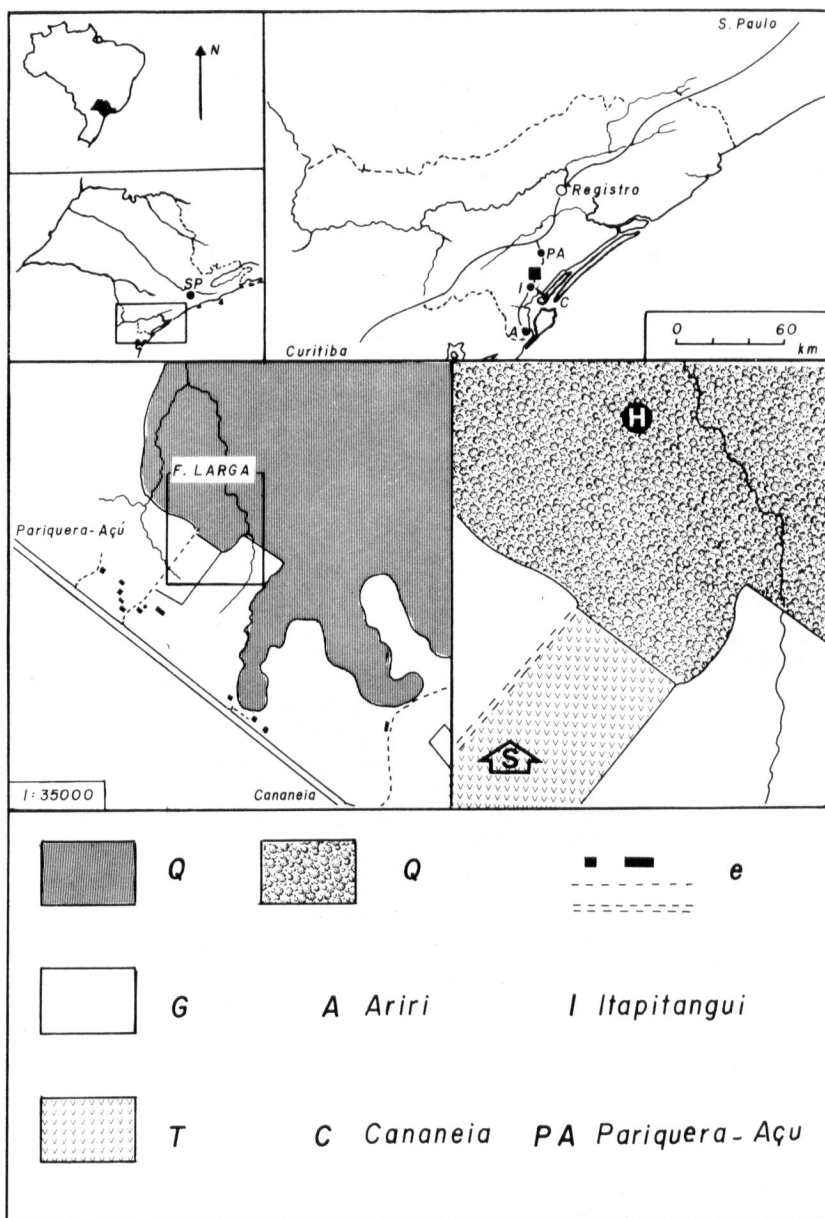 N
S. Paulo
Registro
SP
PA
I
C
A
Curitiba
0 60
km
F. LARGA
H
Pariquera-Açú
S
1:35000
Cananeia
Q Q e
G A Ariri I Itapitangui
T C Cananeia PA Pariquera-Açu